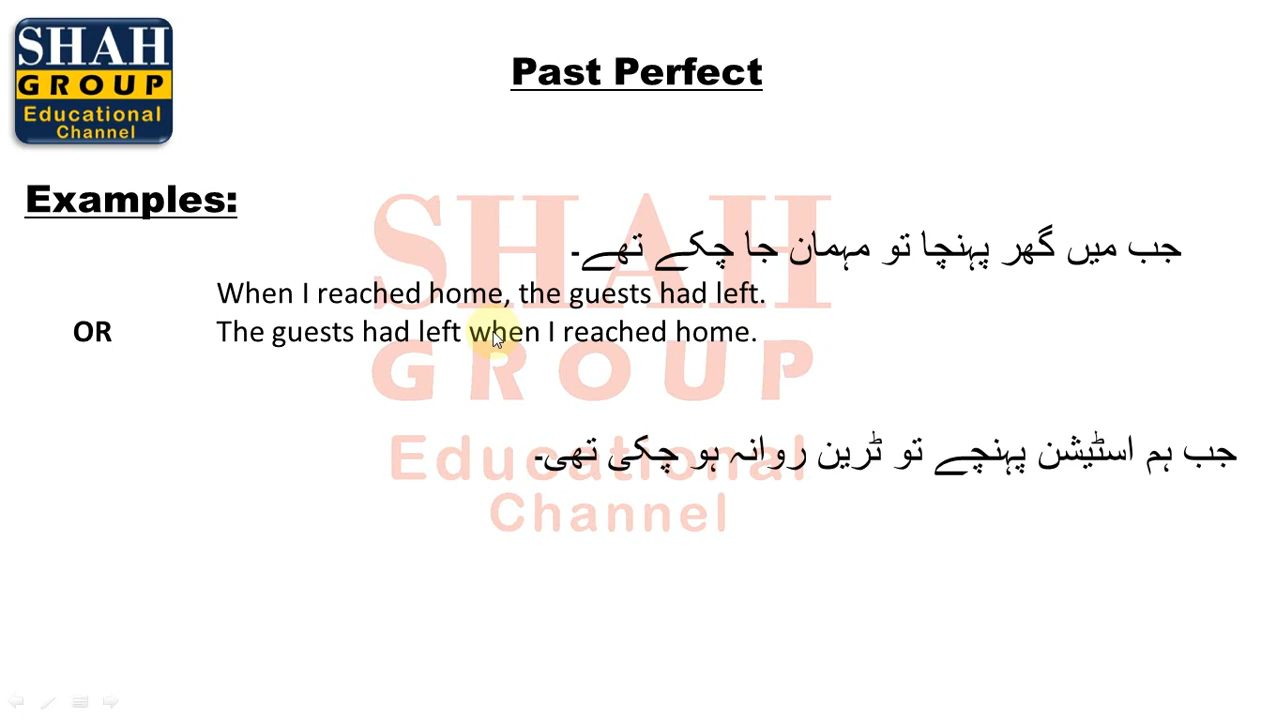 SHAH
GROUP
Educational
Channel
Past Perfect
Examples:
جب میں گھر پہنچا تو مہمان جا چکے تھے۔
When I reached home, the guests had left.
OR The guests had left when I reached home.
جب ہم اسٹیشن پہنچے تو ٹرین روانہ ہو چکی تھی۔
SHAH
GROUP
Educational
Channel